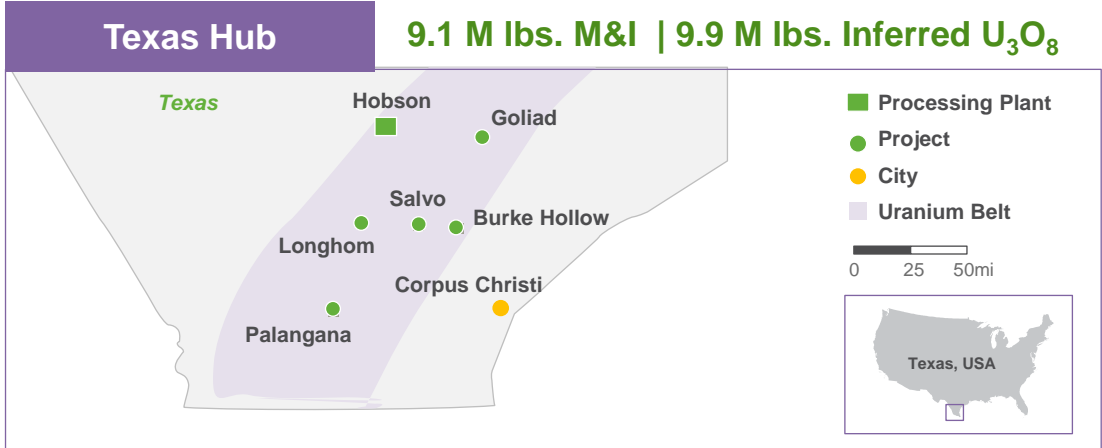 Texas Hub
9.1 M lbs. M&I | 9.9 M lbs. Inferred U₃O₈
Texas
Hobson
Goliad
Salvo
Burke Hollow
Longhom
Corpus Christi
Palangana
Processing Plant
Project
City
Uranium Belt
0 25 50mi
Texas, USA